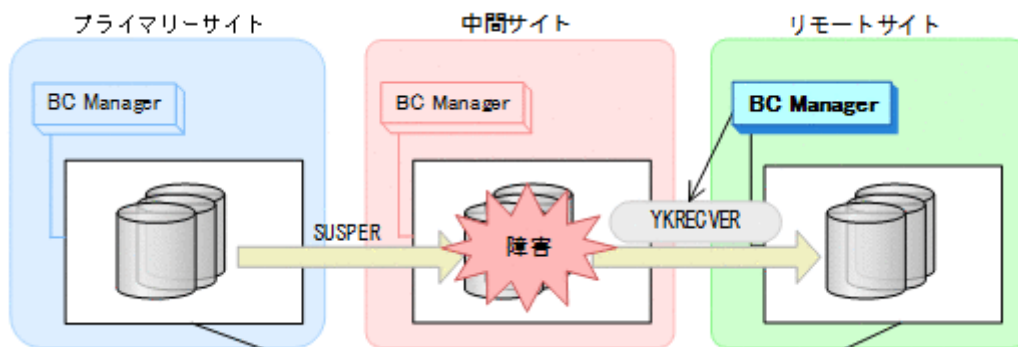 プライマリーサイト
中間サイト
リモートサイト
BC Manager
BC Manager
BC Manager
SUSPER
障害
YKRECVER